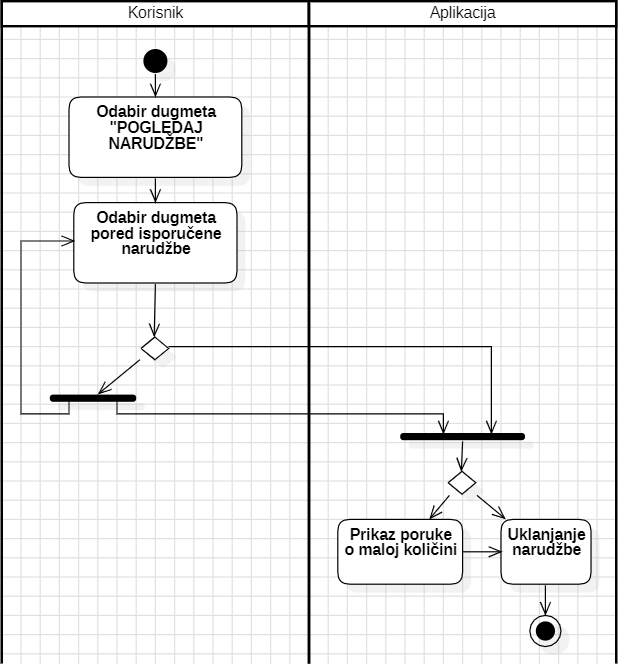 Korisnik
Aplikacija
Odabir dugmeta
"POGLEDAJ
NARUDŽBE"
Odabir dugmeta
pored isporučene
narudžbe
Prikaz poruke
o maloj količini
Uklanjanje
narudžbe